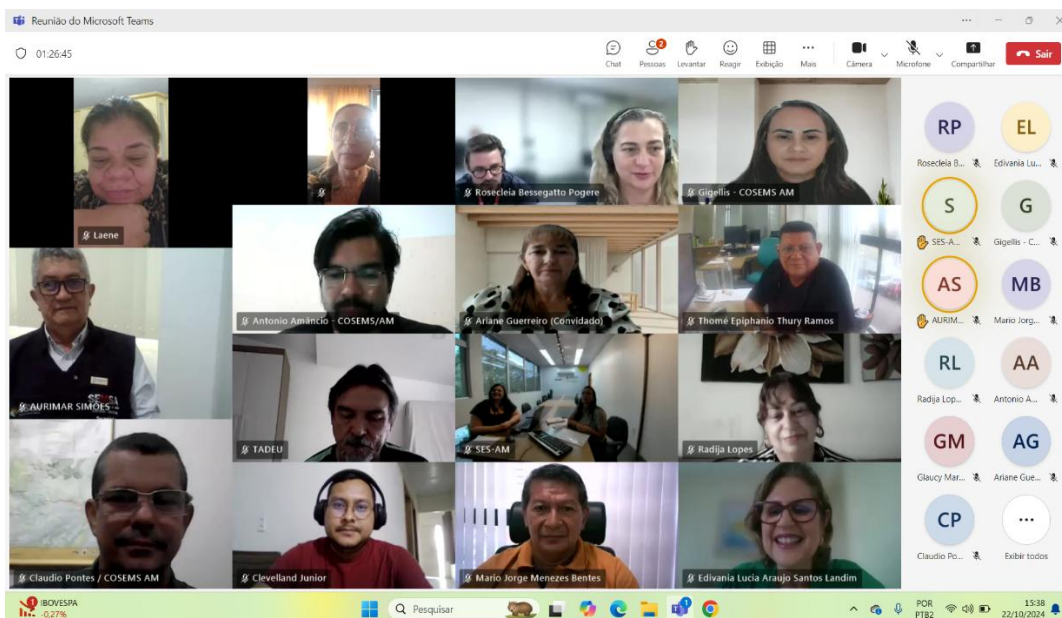 Reunião do Microsoft Teams
01:26:45
2
Chat
Pessoas
Levantar
Reagir
Exibição
Mais
Câmera
Microfone
Compartilhar
Sair
Laene
Rosecleia Bessegatto Pogere
Gigellis - COSEMS AM
AURIMAR SIMÕES
Antonio Amâncio - COSEMS/AM
Ariane Guerreiro (Convidado)
Thomé Epiphanio Thury Ramos
TADEU
SES-AM
Radija Lopes
Claudio Pontes / COSEMS AM
Clevelland Junior
Mario Jorge Menezes Bentes
Edivania Lucia Araujo Santos Landim
RP
EL
Rosecleia B...
Edivania Lu...
S
G
SES-A...
Gigellis - C...
AS
MB
AURIM...
Mario Jorg...
RL
AA
Radija Lop...
Antonio A...
GM
AG
Glaucy Mar...
Ariane Gue...
CP
...
Claudio Po...
Exibir todos
1
IBOVESPA
-0,27%
Pesquisar
1
POR
PTB2
15:38
22/10/2024